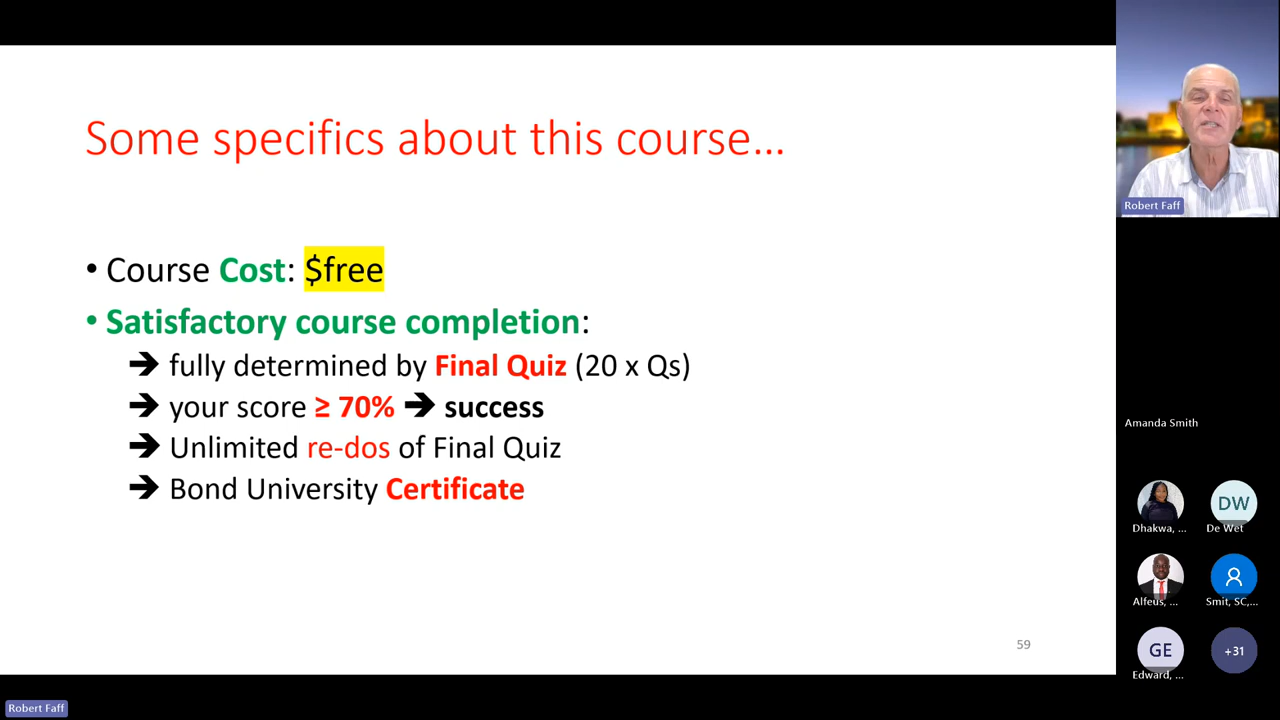 Some specifics about this course...
• Course Cost: $free
• Satisfactory course completion:
➔ fully determined by Final Quiz (20 x Qs)
➔ your score ≥ 70% ➔ success
➔ Unlimited re-dos of Final Quiz
➔ Bond University Certificate
59
Robert Faff
Amanda Smith
DW
Dhakwa, ...
De Wet
Alfeus, ...
Smit, SC,...
GE
+31
Edward, ...
Robert Faff